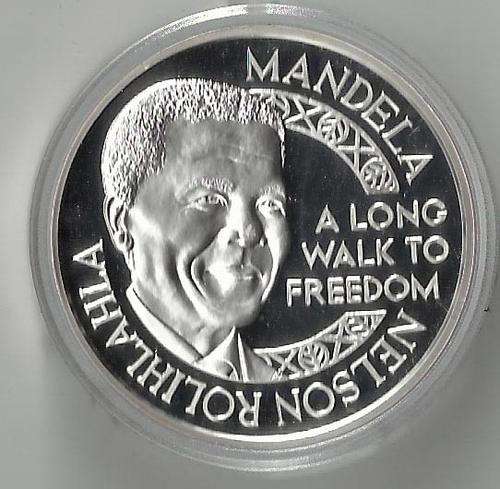 NELSON ROLIHLAHLA MANDELA
A LONG
WALK TO
FREEDOM